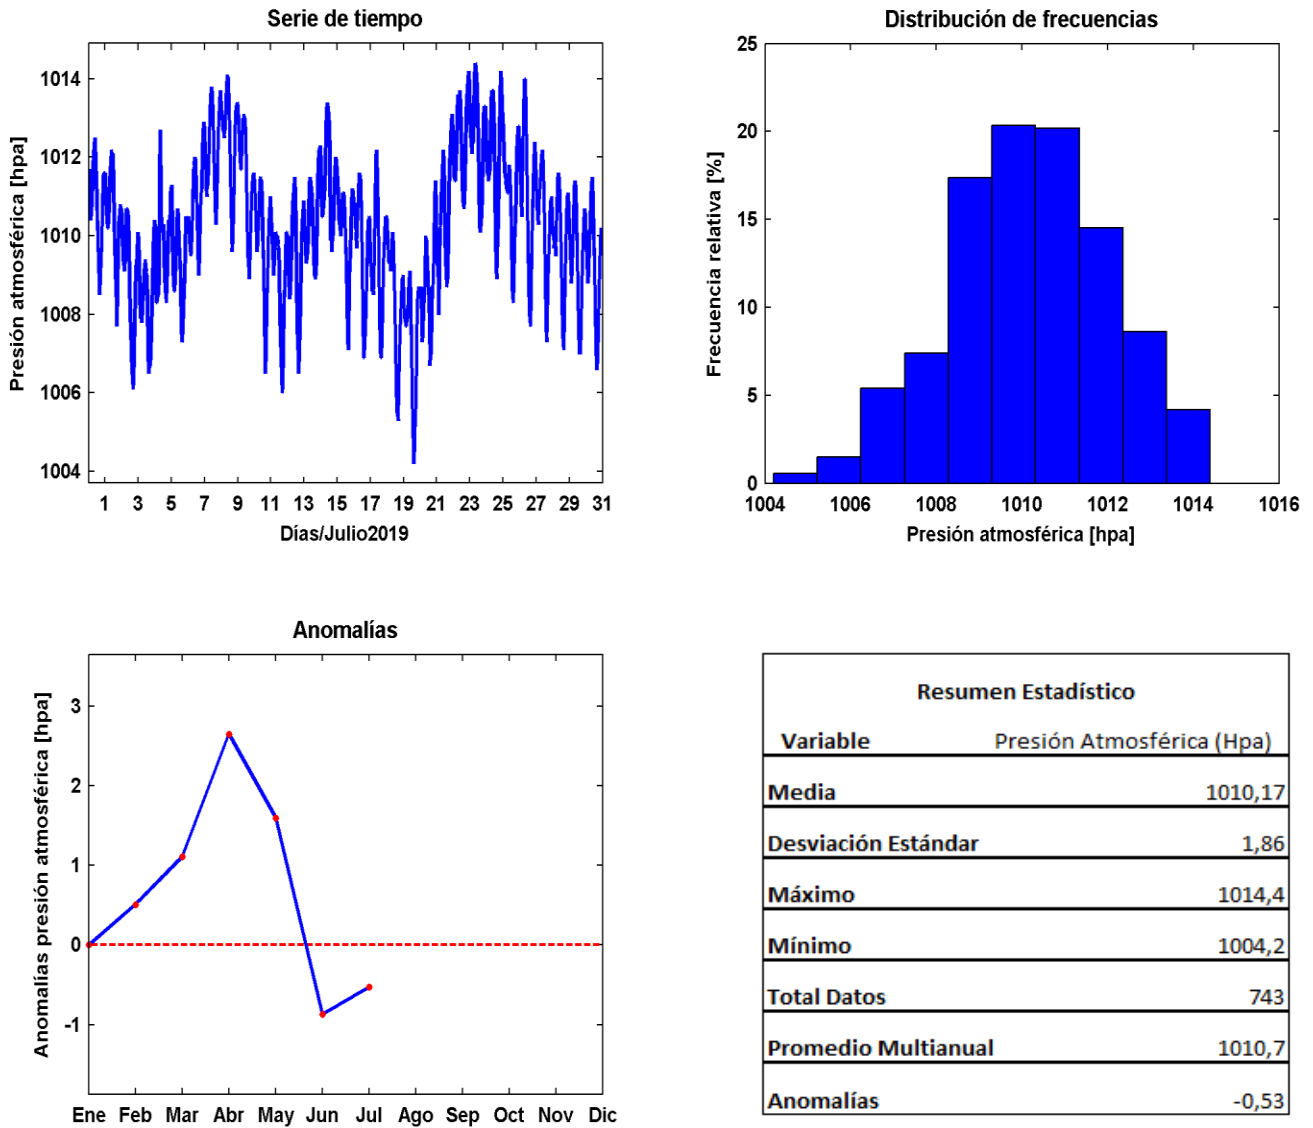 Serie de tiempo
Presión atmosférica [hpa]
1014
1012
1010
1008
1006
1004
1 3 5 7 9 11 13 15 17 19 21 23 25 27 29 31
Días/Julio2019
Distribución de frecuencias
Frecuencia relativa [%]
25
20
15
10
5
0
1004 1006 1008 1010 1012 1014 1016
Presión atmosférica [hpa]
Anomalías
Anomalías presión atmosférica [hpa]
3
2
1
0
-1
Ene Feb Mar Abr May Jun Jul Ago Sep Oct Nov Dic
Resumen Estadístico
Variable Presión Atmosférica (Hpa)
Media 1010,17
Desviación Estándar 1,86
Máximo 1014,4
Mínimo 1004,2
Total Datos 743
Promedio Multianual 1010,7
Anomalías -0,53